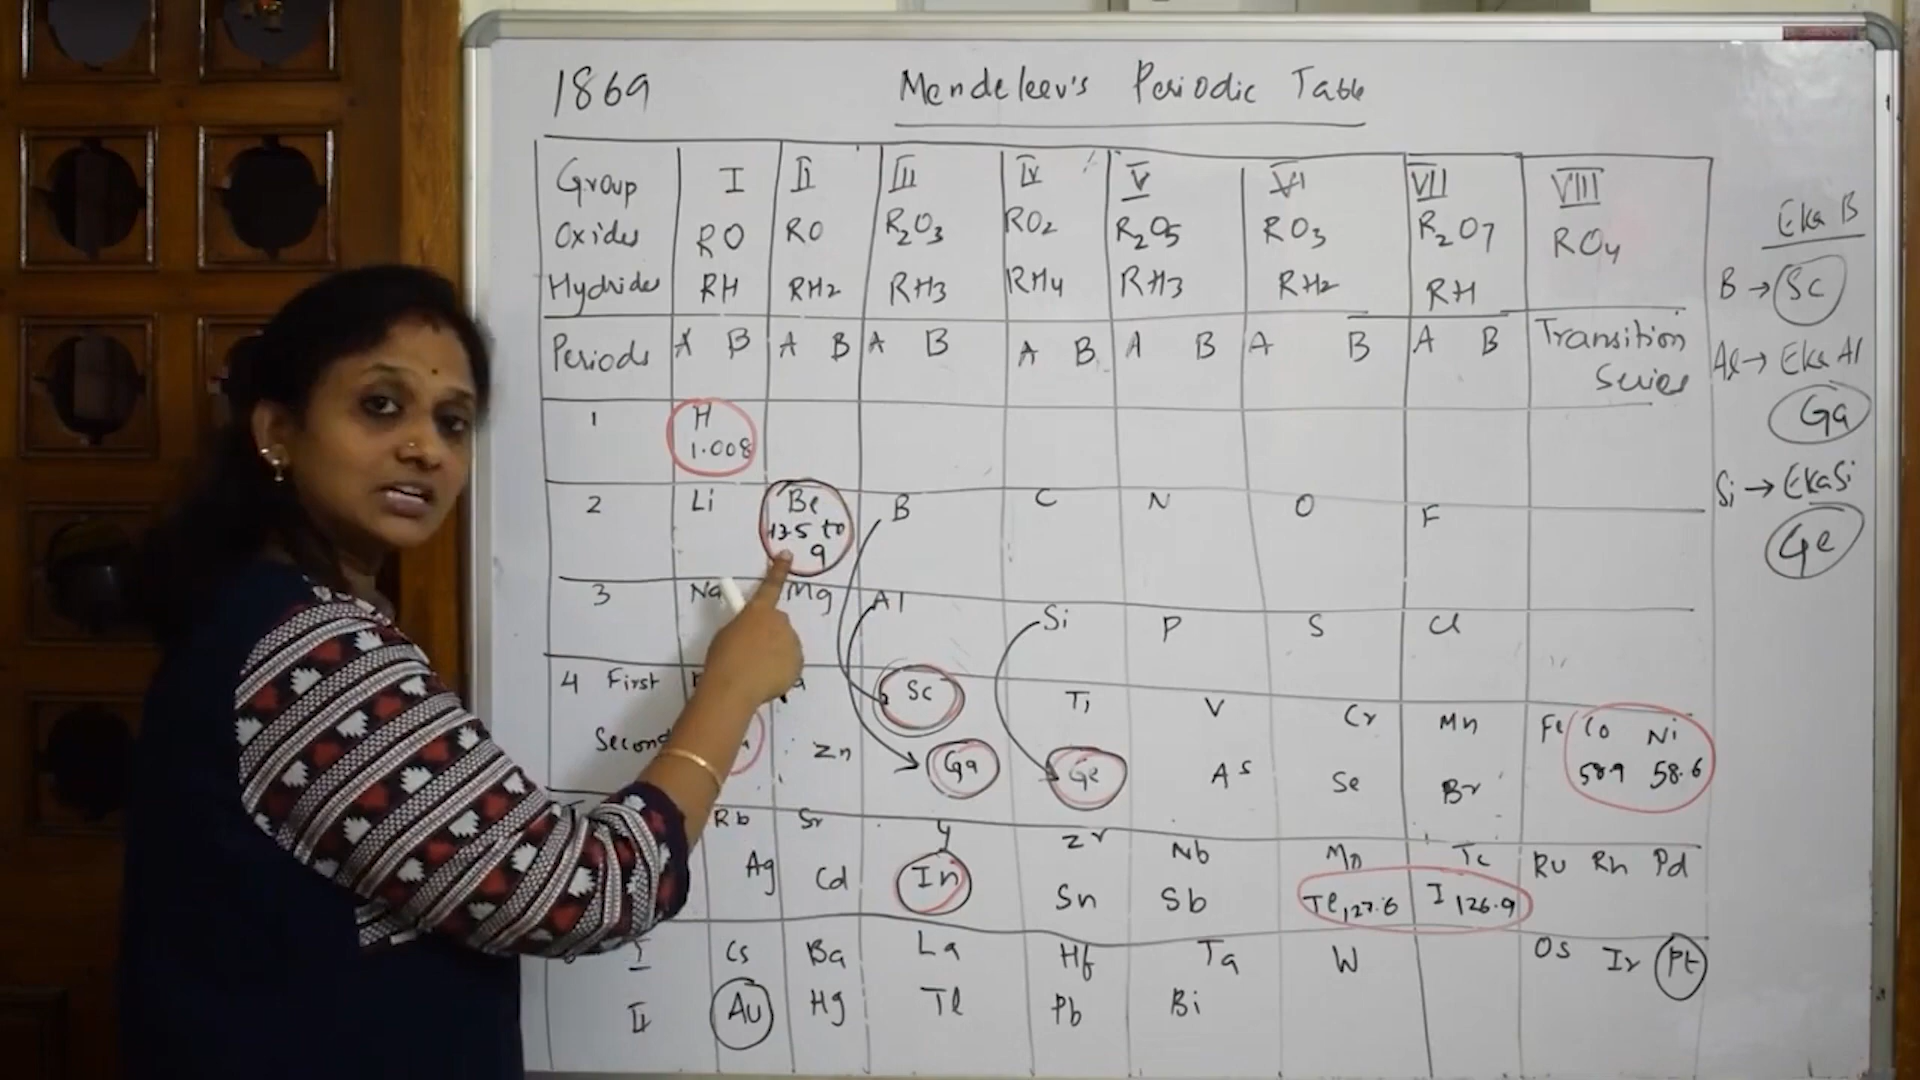 1869 Mendeleev's Periodic Table
Group I II III IV V VI VII VIII
Oxides RO RO R2O3 RO2 R2O5 RO3 R2O7 RO4
Hydrides RH RH2 RH3 RH4 RH3 RH2 RH
Periods A B A B A B A B A B A B A B Transition
Series
1 H
1.008
2 Li Be B C N O F
13.5 to
9
3 Na Mg Al Si P S Cl
4 First Sc Ti V Cr Mn Fe Co Ni
58.9 58.6
Second Zn Ga Ge As Se Br
Rb Sr Y Zr Nb Mo Tc Ru Rh Pd
Ag Cd In Sn Sb Te 127.6 I 126.9
I Cs Ba La Hf Ta W Os Ir Pt
II Au Hg Tl Pb Bi
Eka B
B → Sc
Al → Eka Al
Ga
Si → Eka Si
Ge